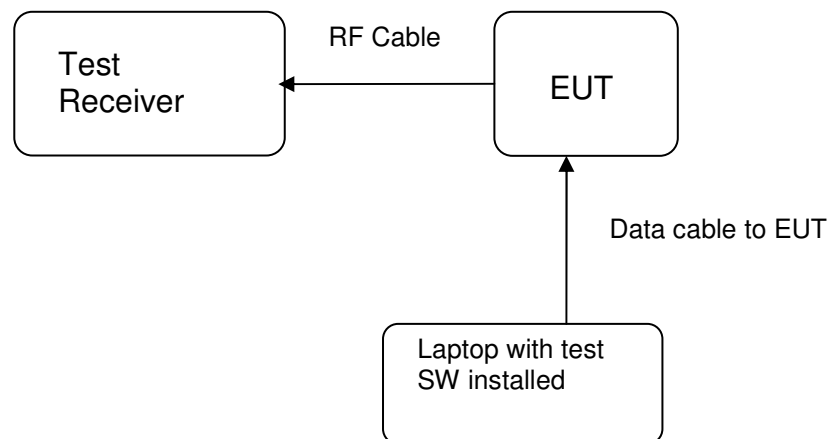 RF Cable
Test
Receiver
EUT
Data cable to EUT
Laptop with test
SW installed